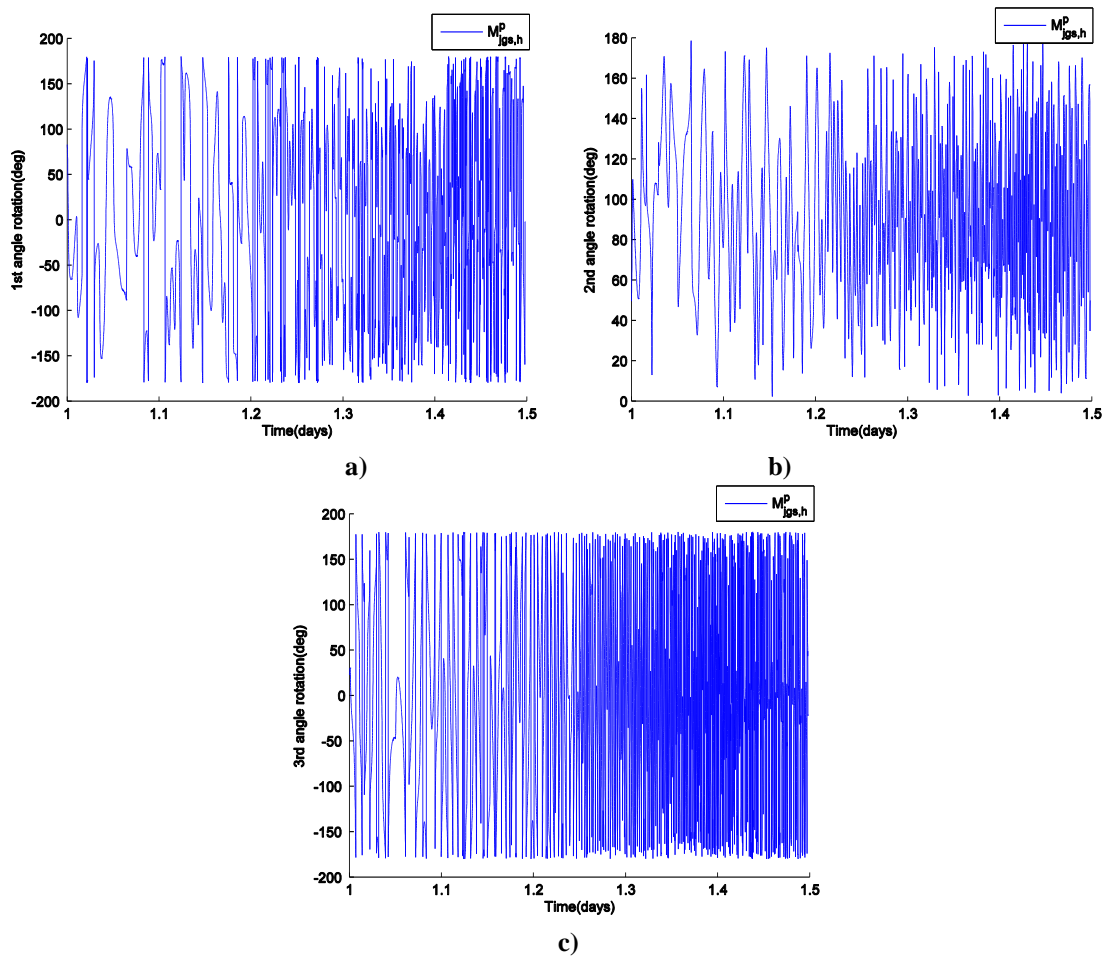 M^p_jgs,h
200
150
100
50
0
-50
-100
-150
-200
1st angle rotation(deg)
1 1.1 1.2 1.3 1.4 1.5
Time(days)
a)
M^p_jgs,h
180
160
140
120
100
80
60
40
20
0
2nd angle rotation(deg)
1 1.1 1.2 1.3 1.4 1.5
Time(days)
b)
M^p_jgs,h
200
150
100
50
0
-50
-100
-150
-200
3rd angle rotation(deg)
1 1.1 1.2 1.3 1.4 1.5
Time(days)
c)